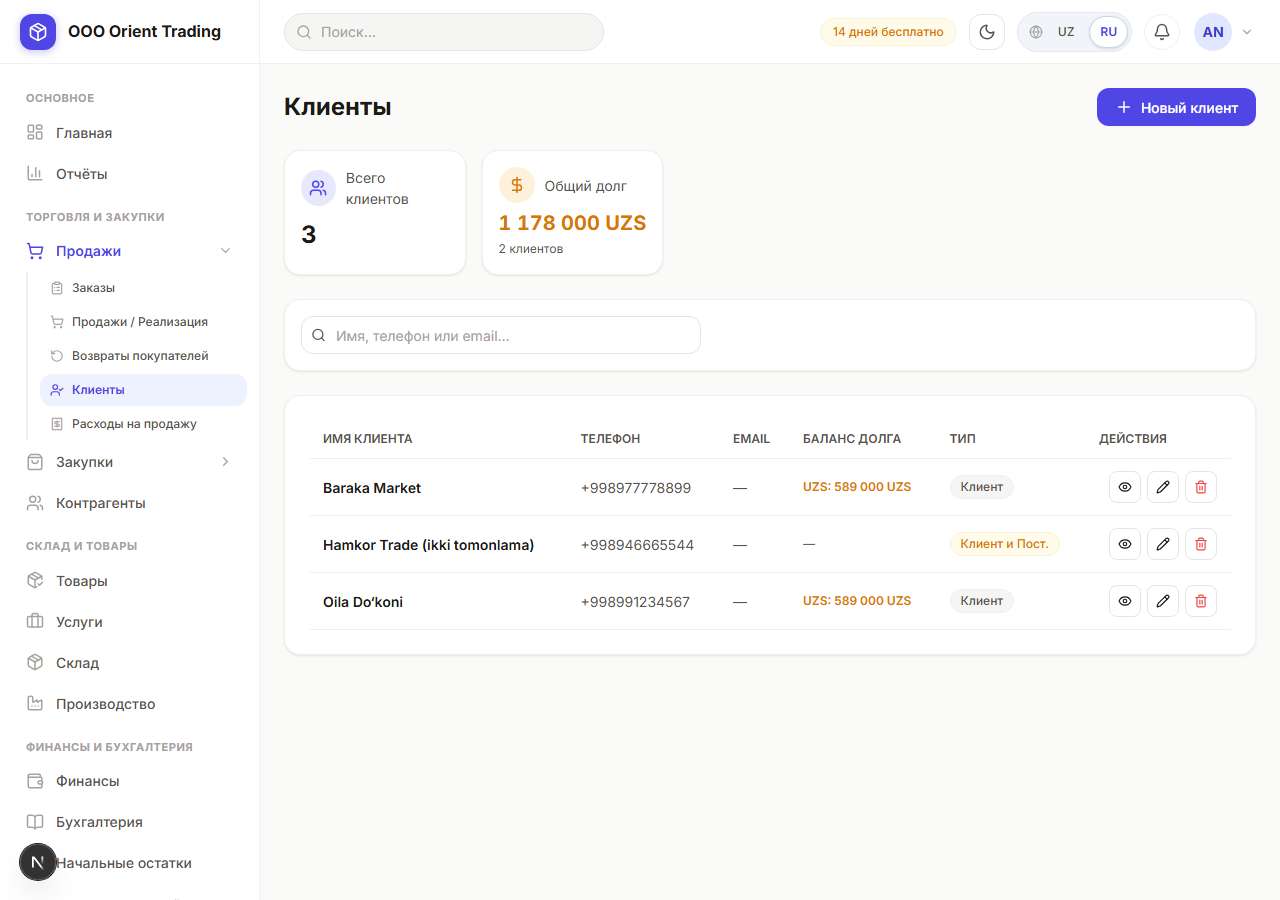 ООО Orient Trading
Поиск...
14 дней бесплатно
UZ
RU
AN
ОСНОВНОЕ
Главная
Отчёты
ТОРГОВЛЯ И ЗАКУПКИ
Продажи
Заказы
Продажи / Реализация
Возвраты покупателей
Клиенты
Расходы на продажу
Закупки
Контрагенты
СКЛАД И ТОВАРЫ
Товары
Услуги
Склад
Производство
ФИНАНСЫ И БУХГАЛТЕРИЯ
Финансы
Бухгалтерия
N
Начальные остатки
Клиенты
Новый клиент
Всего
клиентов
3
Общий долг
1 178 000 UZS
2 клиентов
Имя, телефон или email...
ИМЯ КЛИЕНТА ТЕЛЕФОН EMAIL БАЛАНС ДОЛГА ТИП ДЕЙСТВИЯ
Baraka Market +998977778899 — UZS: 589 000 UZS Клиент
Hamkor Trade (ikki tomonlama) +998946665544 — — Клиент и Пост.
Oila Do‘koni +998991234567 — UZS: 589 000 UZS Клиент